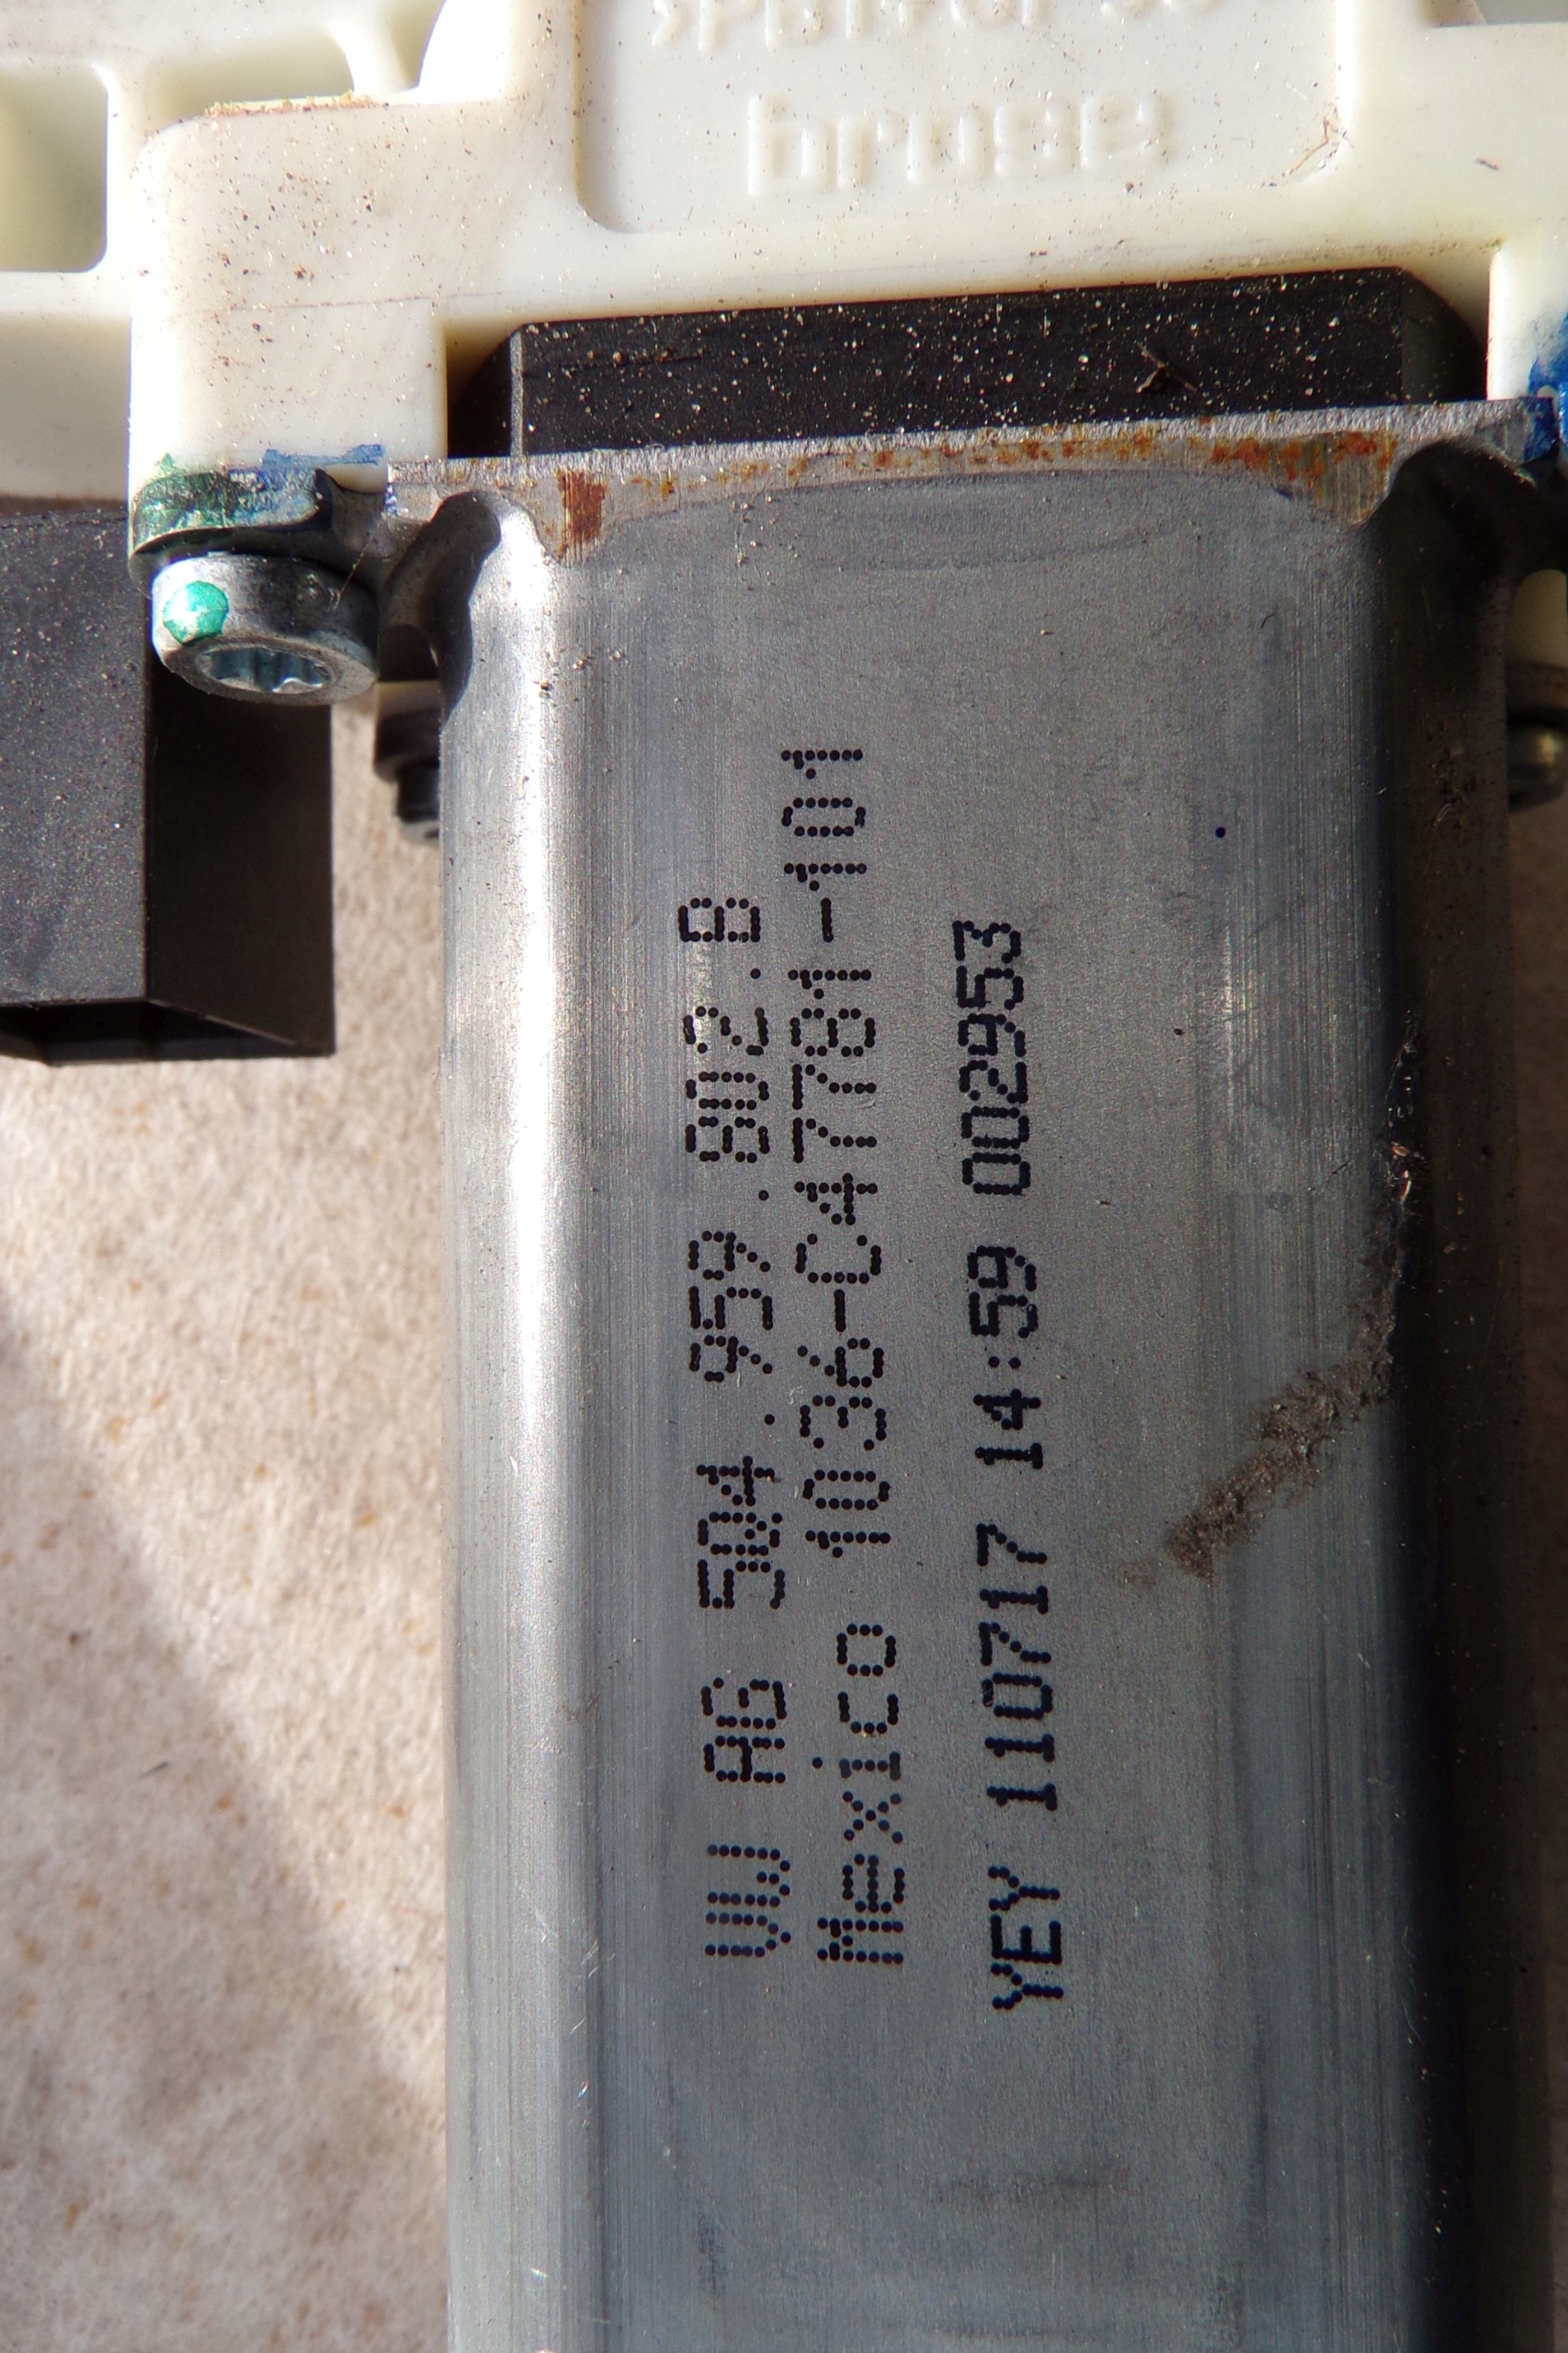 brose
VW AG 5Q4.959.802.B
Mexico 1036-C47781-101
YEY 110717 14:59 002953